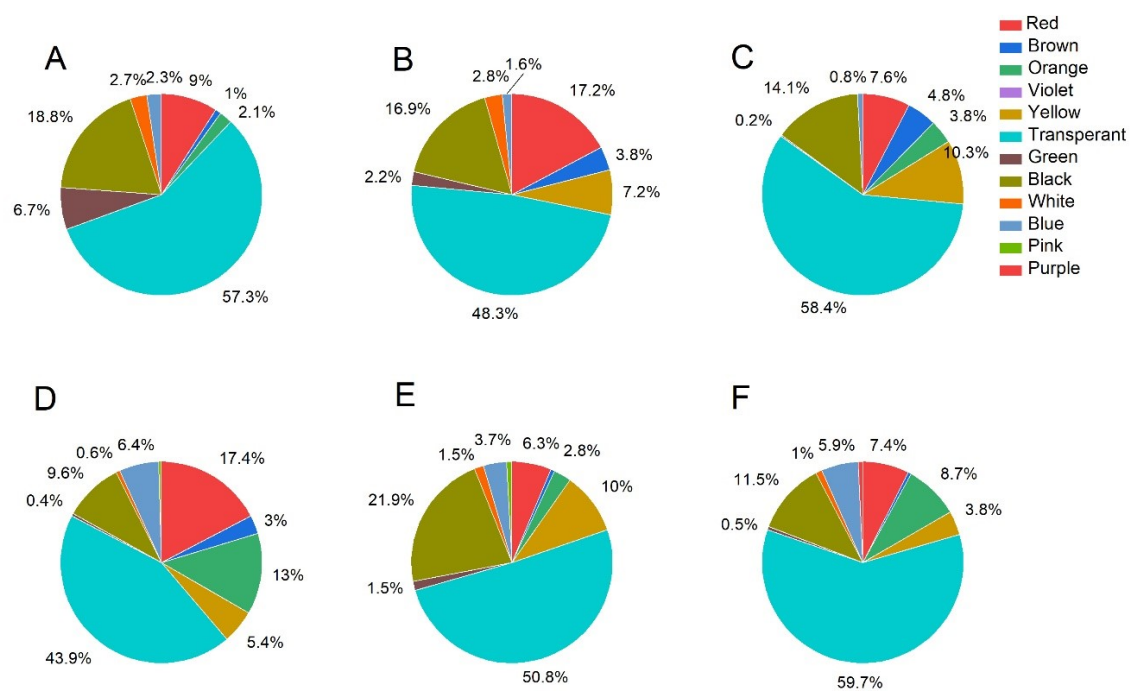 A
2.7%
2.3%
9%
1%
2.1%
18.8%
6.7%
57.3%
B
2.8%
1.6%
17.2%
16.9%
3.8%
2.2%
7.2%
48.3%
C
0.8%
7.6%
14.1%
4.8%
3.8%
0.2%
10.3%
58.4%
Red
Brown
Orange
Violet
Yellow
Transperant
Green
Black
White
Blue
Pink
Purple
D
0.6%
6.4%
17.4%
9.6%
0.4%
3%
13%
5.4%
43.9%
E
1.5%
3.7%
6.3%
2.8%
21.9%
10%
1.5%
50.8%
F
1%
5.9%
7.4%
11.5%
8.7%
3.8%
0.5%
59.7%